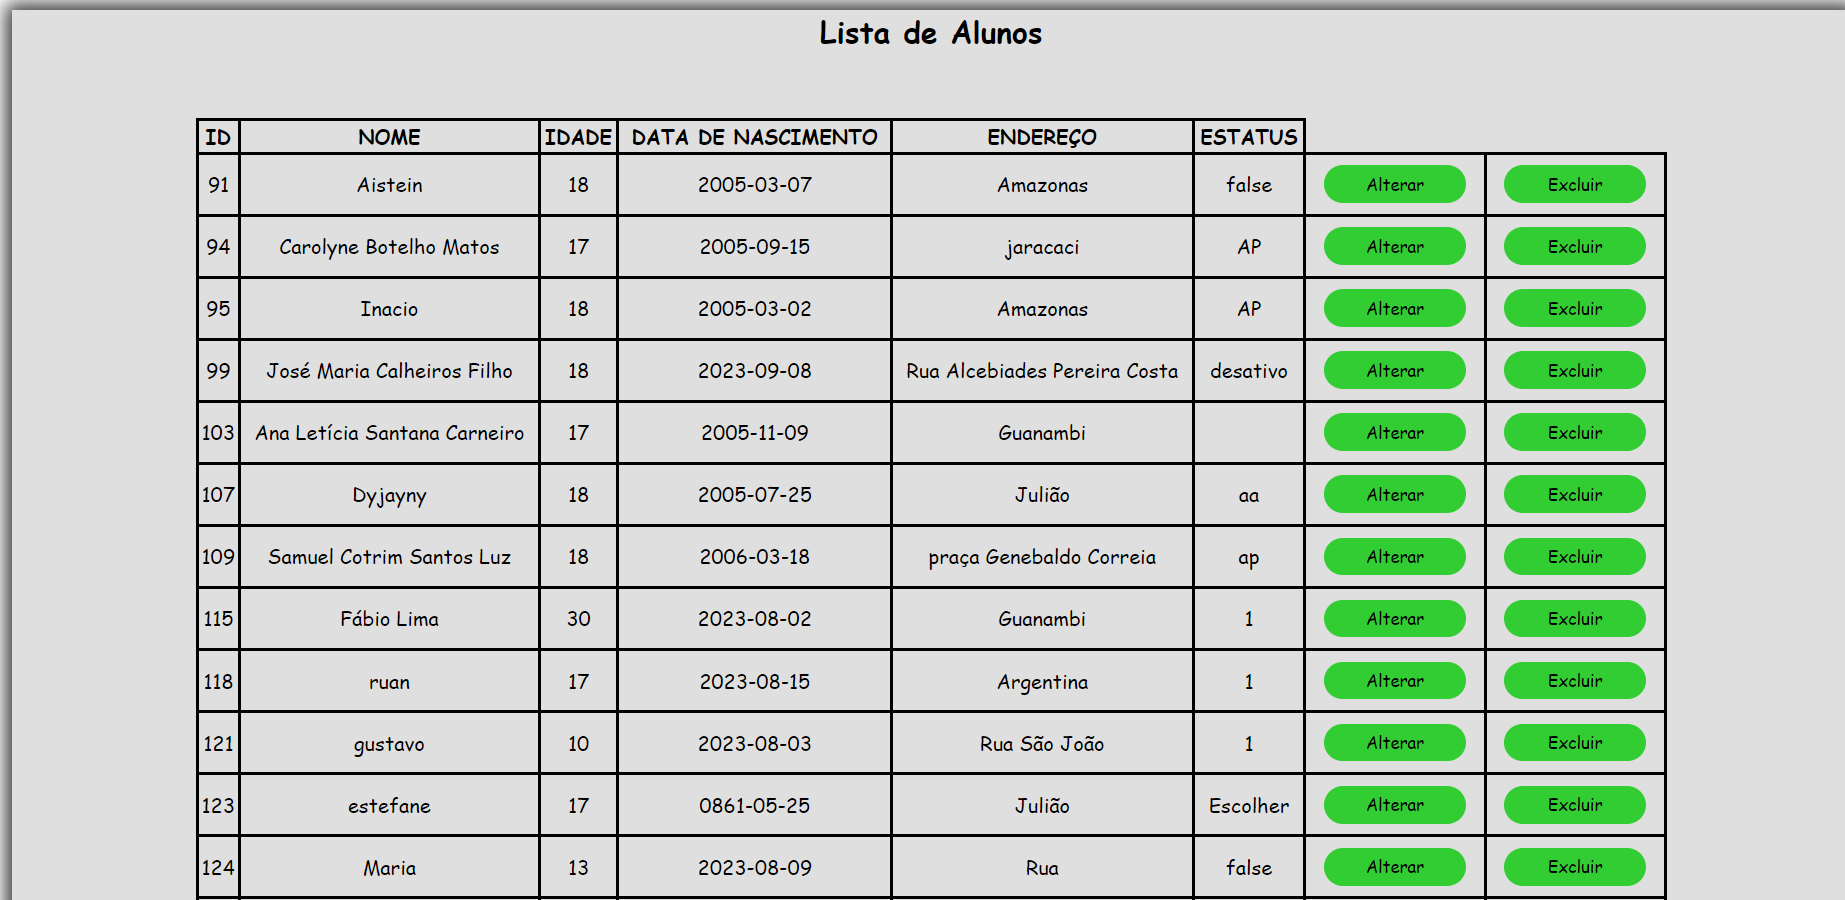 Lista de Alunos
ID NOME IDADE DATA DE NASCIMENTO ENDEREÇO ESTATUS
91 Aistein 18 2005-03-07 Amazonas false Alterar Excluir
94 Carolyne Botelho Matos 17 2005-09-15 jaracaci AP Alterar Excluir
95 Inacio 18 2005-03-02 Amazonas AP Alterar Excluir
99 José Maria Calheiros Filho 18 2023-09-08 Rua Alcebiades Pereira Costa desativo Alterar Excluir
103 Ana Letícia Santana Carneiro 17 2005-11-09 Guanambi Alterar Excluir
107 Dyjayny 18 2005-07-25 Julião aa Alterar Excluir
109 Samuel Cotrim Santos Luz 18 2006-03-18 praça Genebaldo Correia ap Alterar Excluir
115 Fábio Lima 30 2023-08-02 Guanambi 1 Alterar Excluir
118 ruan 17 2023-08-15 Argentina 1 Alterar Excluir
121 gustavo 10 2023-08-03 Rua São João 1 Alterar Excluir
123 estefane 17 0861-05-25 Julião Escolher Alterar Excluir
124 Maria 13 2023-08-09 Rua false Alterar Excluir